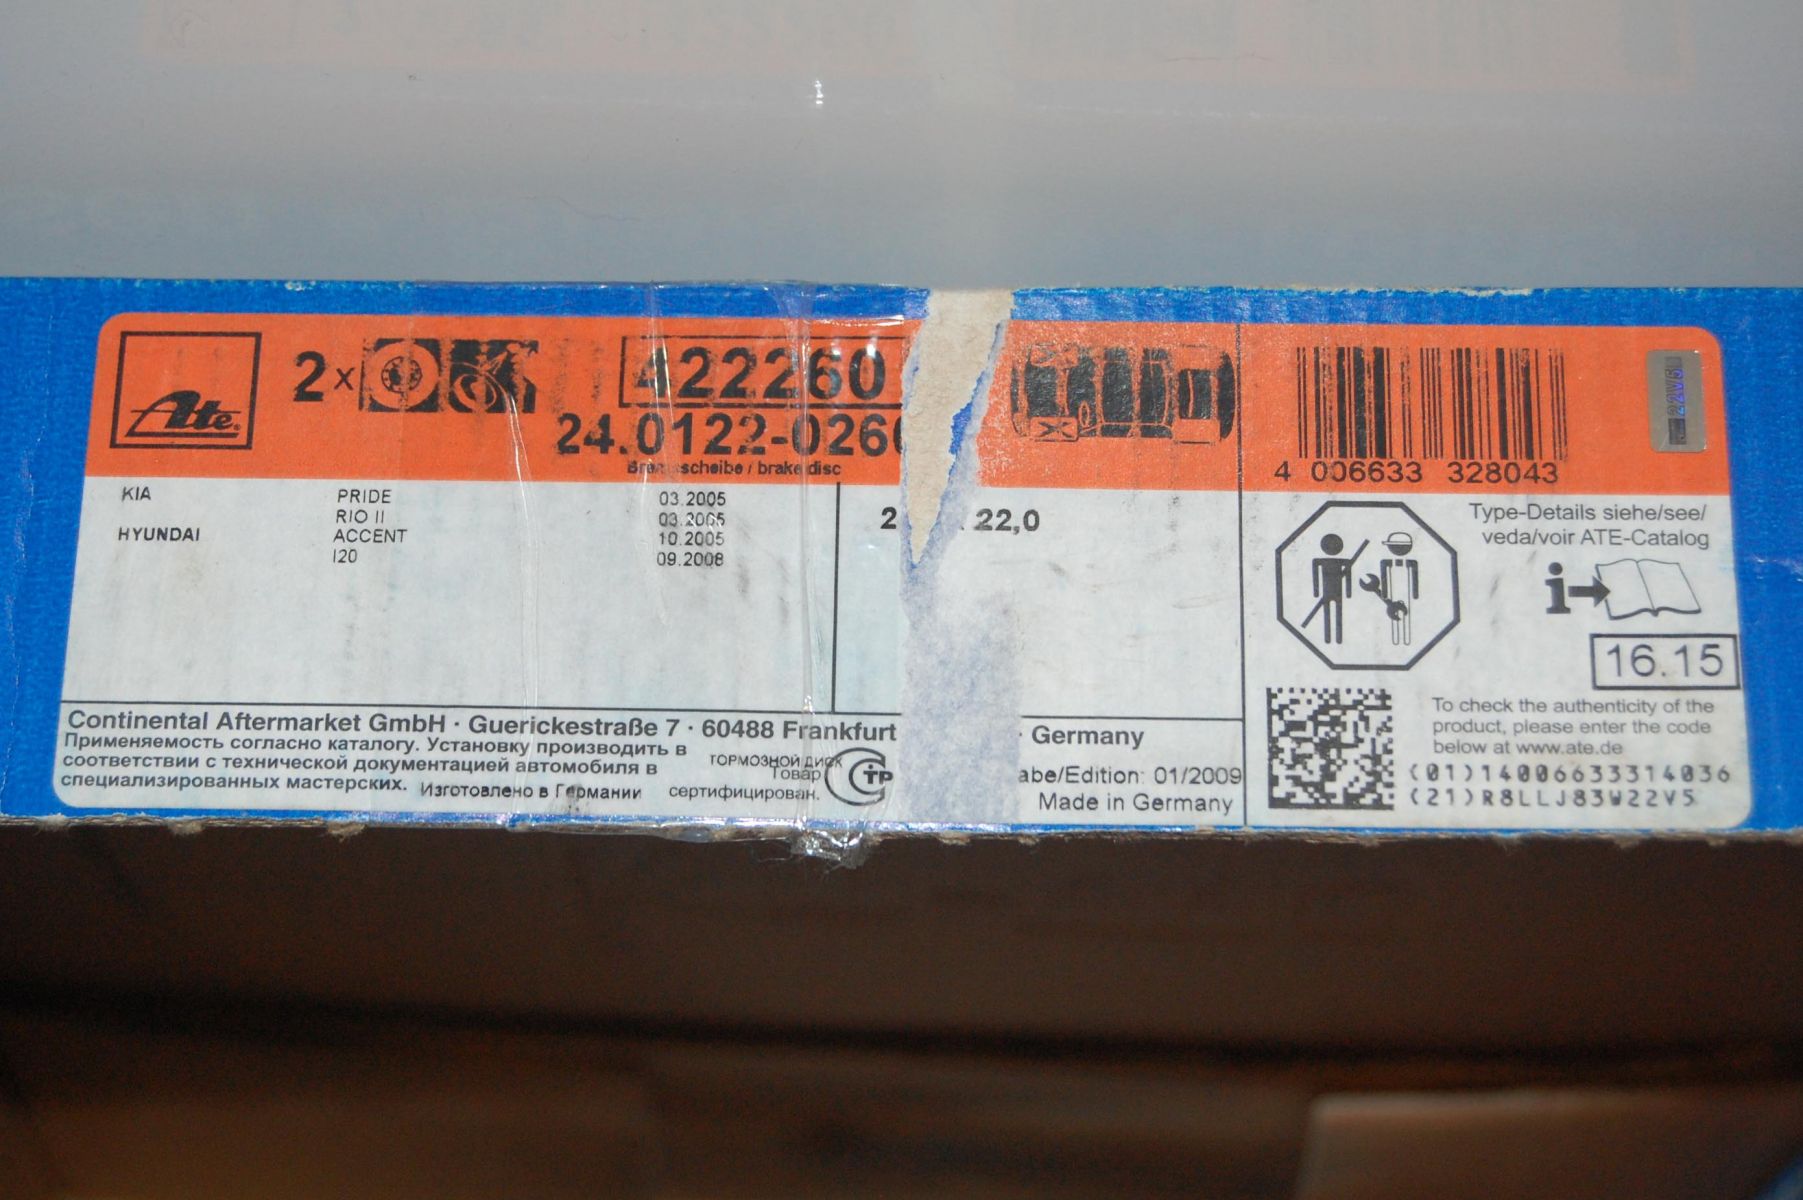 Ate
2x
422260
Bremsscheibe / brake disc
KIA PRIDE 03.2005
RIO II 03.2005
HYUNDAI ACCENT 10.2005
I20 09.2008
22,0
4 006633 328043
22V5
Type-Details siehe/see/
veda/voir ATE-Catalog
16.15
To check the authenticity of the
product, please enter the code
below at www.ate.de
(01)14006633314036
(21)R8LLJ83W22V5
Continental Aftermarket GmbH · Guerickestraße 7 · 60488 Frankfurt · Germany
Применяемость согласно каталогу. Установку производить в
соответствии с технической документацией автомобиля в
специализированных мастерских. Изготовлено в Германии
тормозной диск
Товар
сертифицирован.
/Edition: 01/2009
Made in Germany